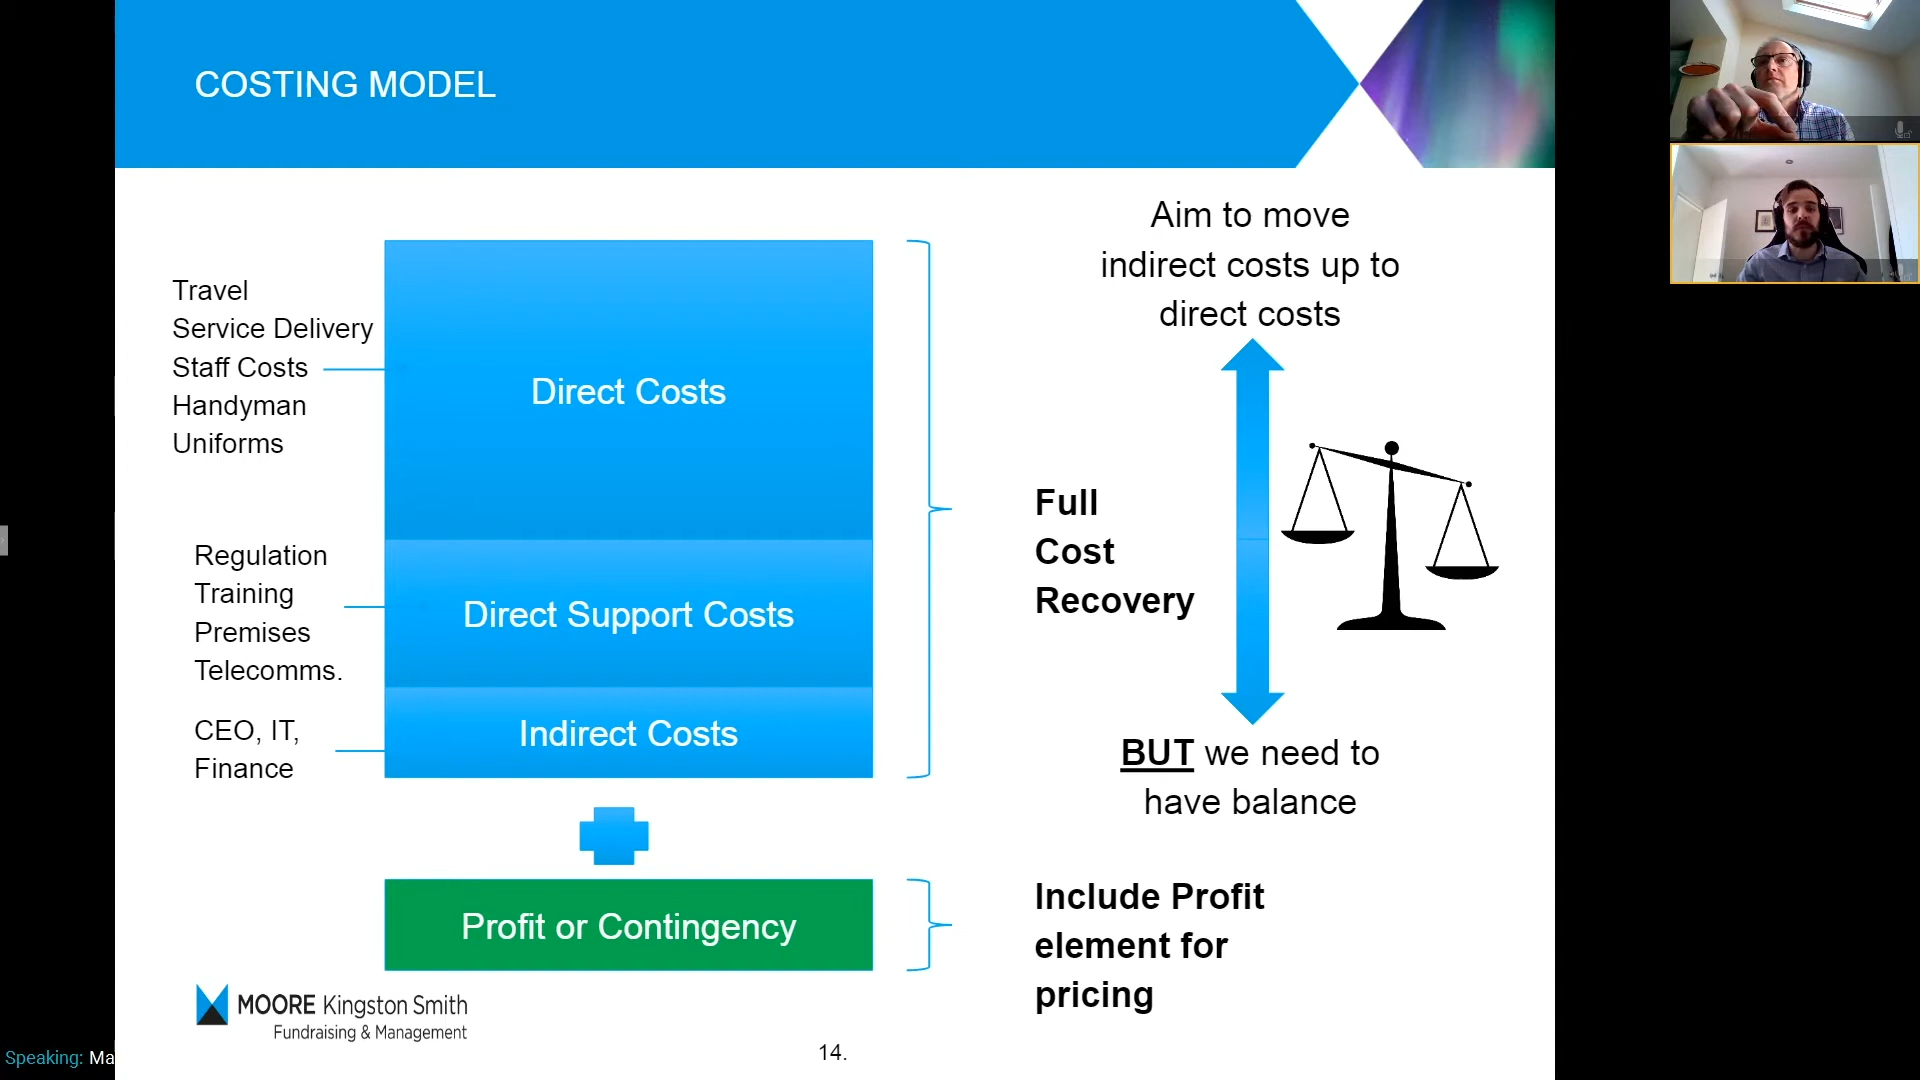 COSTING MODEL
Travel
Service Delivery
Staff Costs
Handyman
Uniforms
Direct Costs
Regulation
Training
Premises
Telecomms.
Direct Support Costs
CEO, IT,
Finance
Indirect Costs
Profit or Contingency
Aim to move
indirect costs up to
direct costs
Full
Cost
Recovery
BUT we need to
have balance
Include Profit
element for
pricing
MOORE Kingston Smith
Fundraising & Management
14.
Speaking: Ma